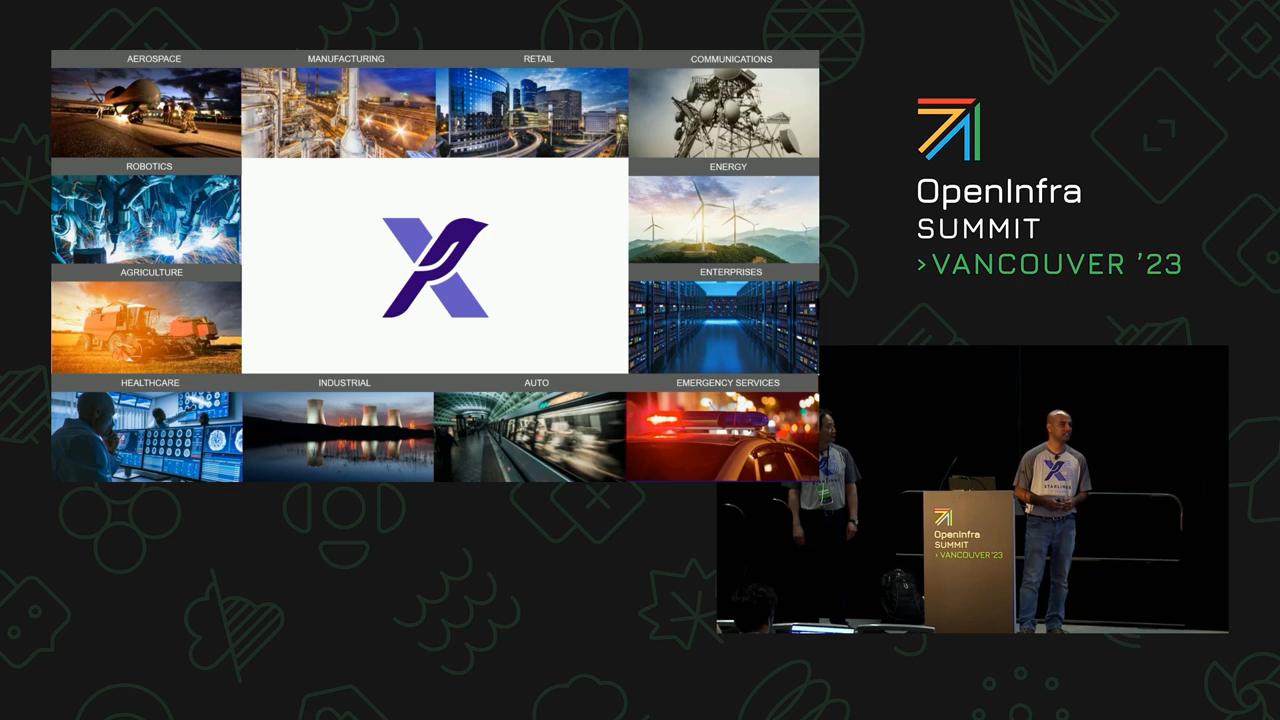 AEROSPACE
MANUFACTURING
RETAIL
COMMUNICATIONS
ROBOTICS
ENERGY
AGRICULTURE
ENTERPRISES
HEALTHCARE
INDUSTRIAL
AUTO
EMERGENCY SERVICES
OpenInfra
SUMMIT
>VANCOUVER '23
OpenInfra
SUMMIT
> VANCOUVER '23
STARLINGX